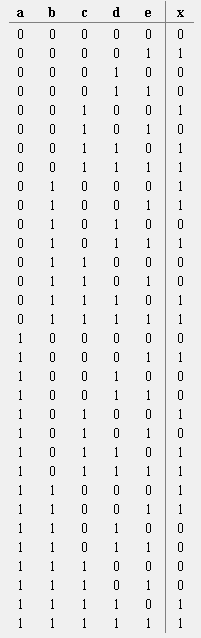 a b c d e x
0 0 0 0 0 0
0 0 0 0 1 1
0 0 0 1 0 0
0 0 0 1 1 0
0 0 1 0 0 1
0 0 1 0 1 0
0 0 1 1 0 1
0 0 1 1 1 1
0 1 0 0 0 1
0 1 0 0 1 1
0 1 0 1 0 0
0 1 0 1 1 1
0 1 1 0 0 0
0 1 1 0 1 0
0 1 1 1 0 1
0 1 1 1 1 1
1 0 0 0 0 0
1 0 0 0 1 1
1 0 0 1 0 0
1 0 0 1 1 0
1 0 1 0 0 1
1 0 1 0 1 0
1 0 1 1 0 1
1 0 1 1 1 1
1 1 0 0 0 1
1 1 0 0 1 1
1 1 0 1 0 0
1 1 0 1 1 0
1 1 1 0 0 0
1 1 1 0 1 0
1 1 1 1 0 1
1 1 1 1 1 1